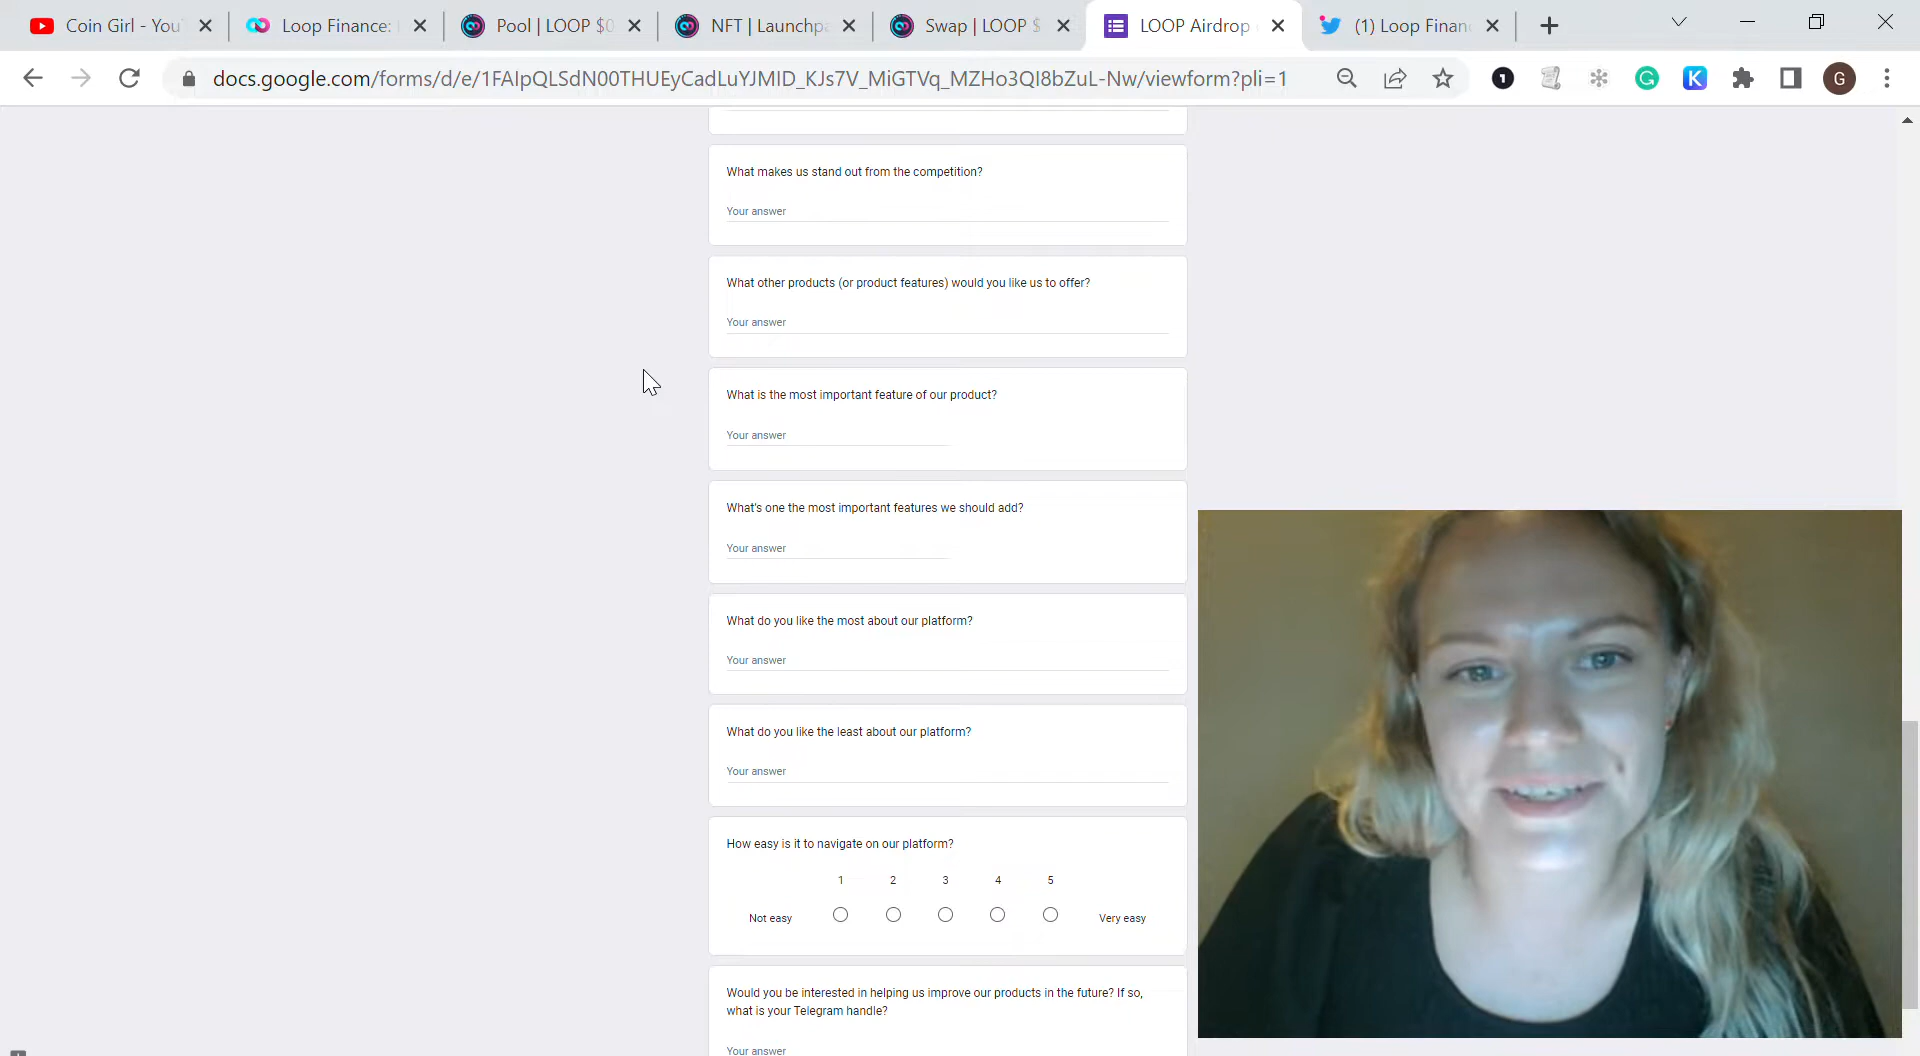 Coin Girl - You
Loop Finance:
Pool | LOOP $0
NFT | Launchpa
Swap | LOOP $
LOOP Airdrop
(1) Loop Finan
docs.google.com/forms/d/e/1FAIpQLSdN00THUEyCadLuYJMID_KJs7V_MiGTVq_MZHo3QI8bZuL-Nw/viewform?pli=1
G
What makes us stand out from the competition?
Your answer
What other products (or product features) would you like us to offer?
Your answer
What is the most important feature of our product?
Your answer
What's one the most important features we should add?
Your answer
What do you like the most about our platform?
Your answer
What do you like the least about our platform?
Your answer
How easy is it to navigate on our platform?
1 2 3 4 5
Not easy Very easy
Would you be interested in helping us improve our products in the future? If so,
what is your Telegram handle?
Your answer